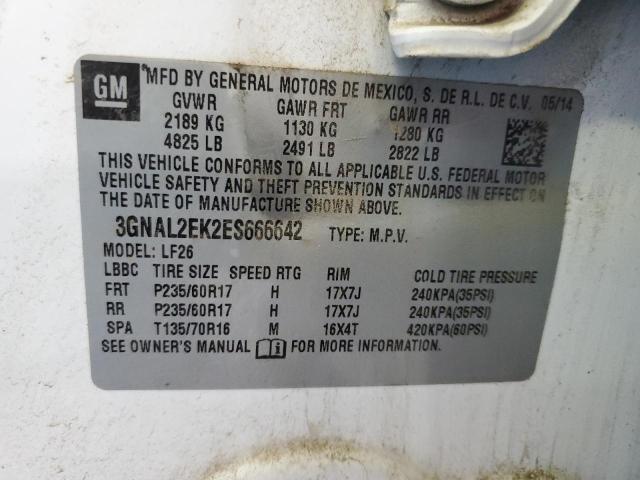 GM MFD BY GENERAL MOTORS DE MEXICO, S. DE R.L. DE C.V. 05/14
GVWR GAWR FRT GAWR RR
2189 KG 1130 KG 1280 KG
4825 LB 2491 LB 2822 LB
THIS VEHICLE CONFORMS TO ALL APPLICABLE U.S. FEDERAL MOTOR
VEHICLE SAFETY AND THEFT PREVENTION STANDARDS IN EFFECT ON
THE DATE OF MANUFACTURE SHOWN ABOVE.
3GNAL2EK2ES666642 TYPE: M.P.V.
MODEL: LF26
LBBC TIRE SIZE SPEED RTG RIM COLD TIRE PRESSURE
FRT P235/60R17 H 17X7J 240KPA(35PSI)
RR P235/60R17 H 17X7J 240KPA(35PSI)
SPA T135/70R16 M 16X4T 420KPA(60PSI)
SEE OWNER'S MANUAL FOR MORE INFORMATION